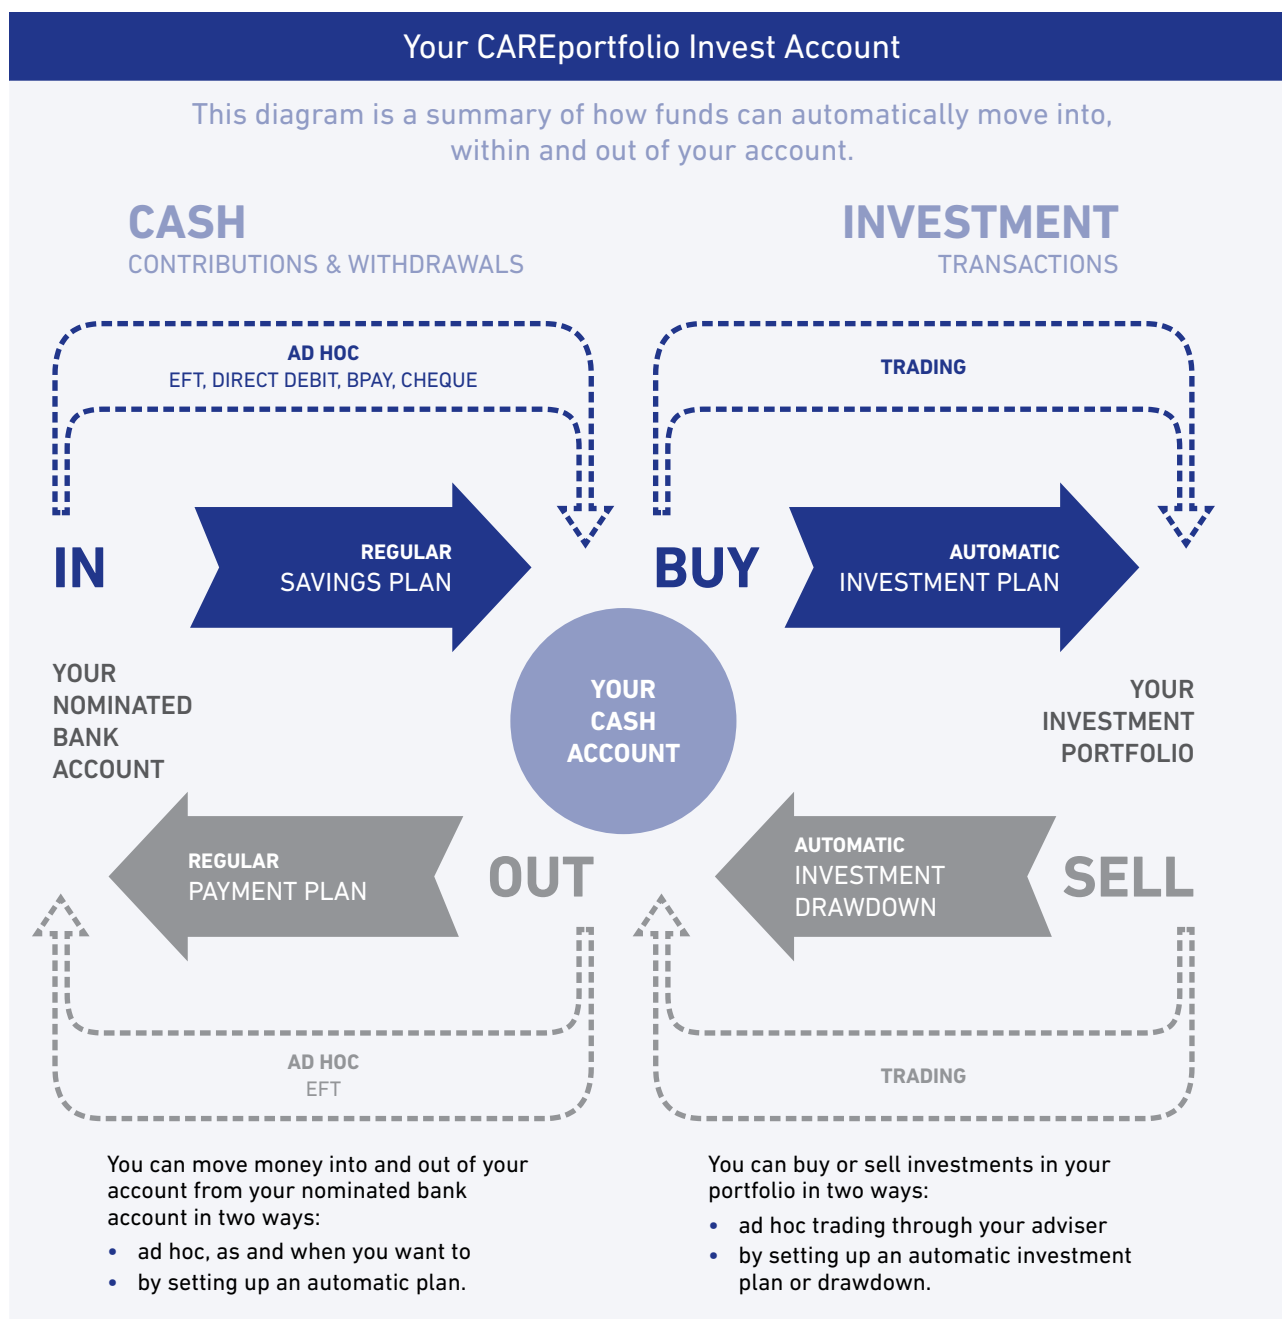 Your CAREportfolio Invest Account
This diagram is a summary of how funds can automatically move into,
within and out of your account.
CASH
CONTRIBUTIONS & WITHDRAWALS
INVESTMENT
TRANSACTIONS
AD HOC
EFT, DIRECT DEBIT, BPAY, CHEQUE
TRADING
IN
REGULAR
SAVINGS PLAN
BUY
AUTOMATIC
INVESTMENT PLAN
YOUR
NOMINATED
BANK
ACCOUNT
YOUR
CASH
ACCOUNT
YOUR
INVESTMENT
PORTFOLIO
REGULAR
PAYMENT PLAN
OUT
AUTOMATIC
INVESTMENT
DRAWDOWN
SELL
AD HOC
EFT
TRADING
You can move money into and out of your
account from your nominated bank
account in two ways:
• ad hoc, as and when you want to
• by setting up an automatic plan.
You can buy or sell investments in your
portfolio in two ways:
• ad hoc trading through your adviser
• by setting up an automatic investment
plan or drawdown.